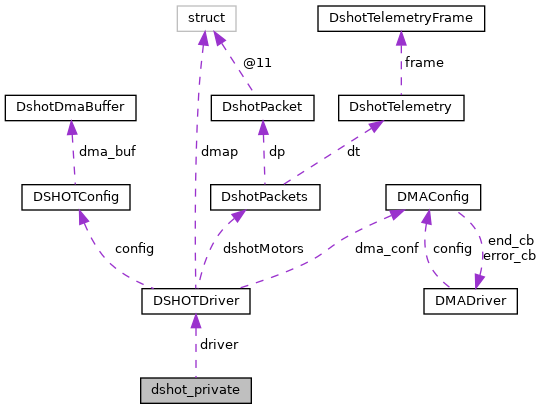 struct
DshotTelemetryFrame
@11
frame
DshotDmaBuffer
DshotPacket
DshotTelemetry
dma_buf
dmap
dp
dt
DSHOTConfig
DshotPackets
DMAConfig
config
dshotMotors
dma_conf
config
end_cb
error_cb
DSHOTDriver
DMADriver
driver
dshot_private